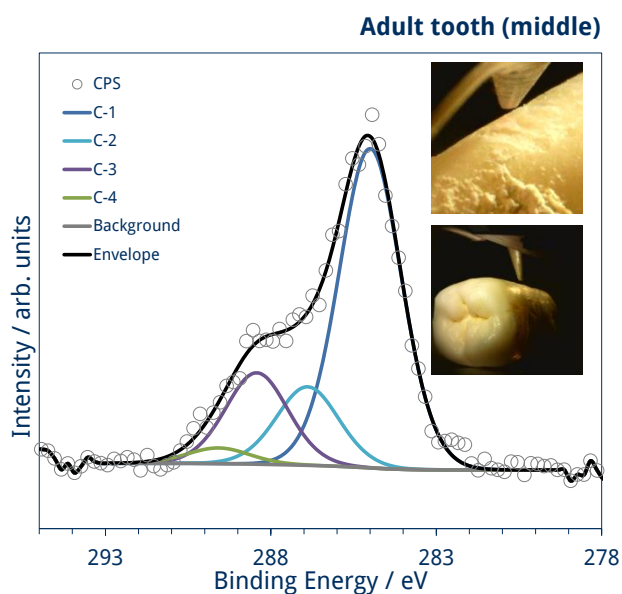 Adult tooth (middle)
CPS
C-1
C-2
C-3
C-4
Background
Envelope
Intensity / arb. units
293
288
283
278
Binding Energy / eV